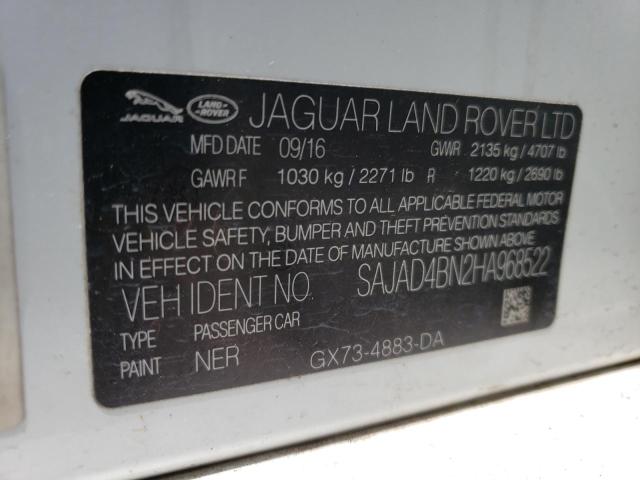 JAGUAR LAND-ROVER JAGUAR LAND ROVER LTD
MFD DATE 09/16 GWR 2135 kg / 4707 lb
GAWR F 1030 kg / 2271 lb R 1220 kg / 2690 lb
THIS VEHICLE CONFORMS TO ALL APPLICABLE FEDERAL MOTOR
VEHICLE SAFETY, BUMPER AND THEFT PREVENTION STANDARDS
IN EFFECT ON THE DATE OF MANUFACTURE SHOWN ABOVE
VEH IDENT NO. SAJAD4BN2HA968522
TYPE PASSENGER CAR
PAINT NER GX73-4883-DA